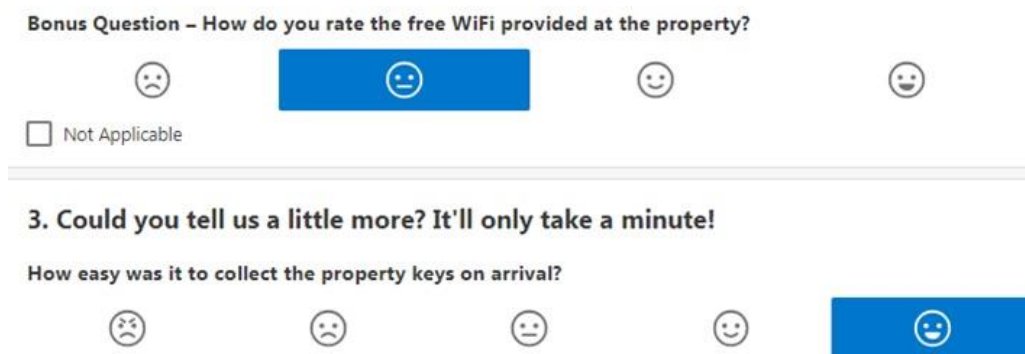 Bonus Question – How do you rate the free WiFi provided at the property?
Not Applicable
3. Could you tell us a little more? It'll only take a minute!
How easy was it to collect the property keys on arrival?